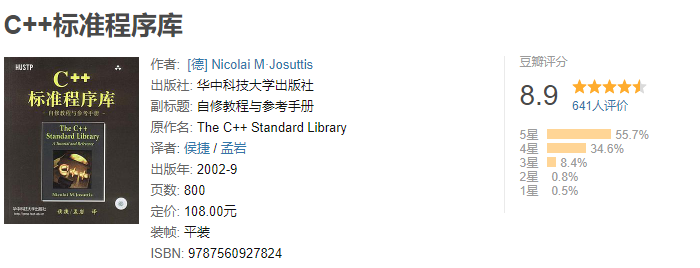 C++标准程序库
HUSTP
C++
标准程序库
自修教程与参考手册
The C++
Standard Library
A Tutorial and Reference
Nicolai M. Josuttis
华中科技大学出版社
侯捷/孟岩 译
作者: [德] Nicolai M·Josuttis
出版社: 华中科技大学出版社
副标题: 自修教程与参考手册
原作名: The C++ Standard Library
译者: 侯捷 / 孟岩
出版年: 2002-9
页数: 800
定价: 108.00元
装帧: 平装
ISBN: 9787560927824
豆瓣评分
8.9
641人评价
5星 55.7%
4星 34.6%
3星 8.4%
2星 0.8%
1星 0.5%